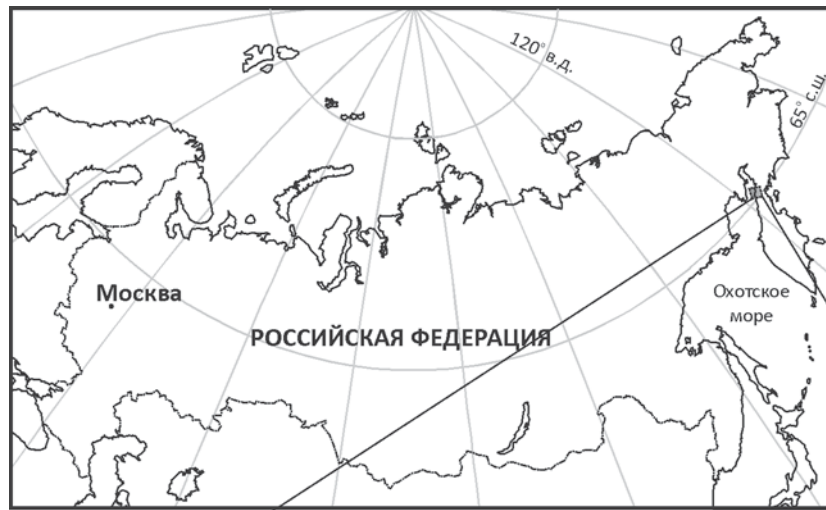 120° в.д.
65° с.ш.
Москва
Охотское
море
РОССИЙСКАЯ ФЕДЕРАЦИЯ